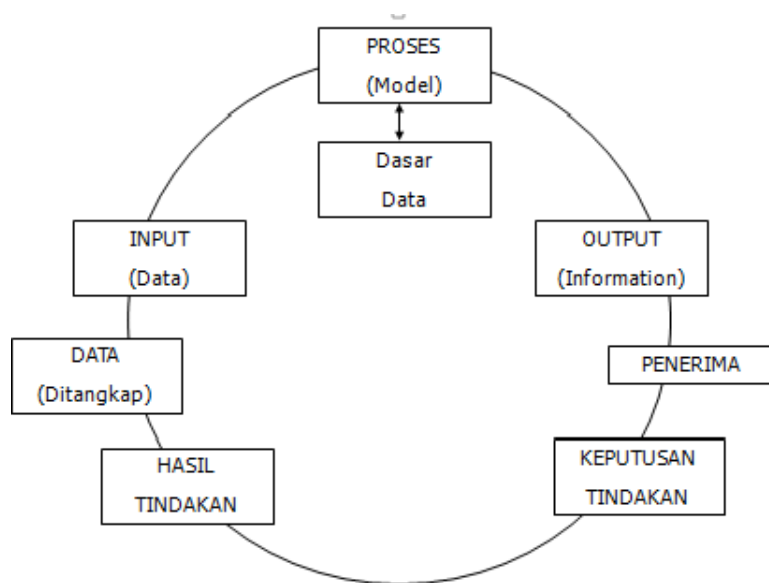 PROSES
(Model)
Dasar
Data
INPUT
(Data)
OUTPUT
(Information)
DATA
(Ditangkap)
PENERIMA
HASIL
TINDAKAN
KEPUTUSAN
TINDAKAN